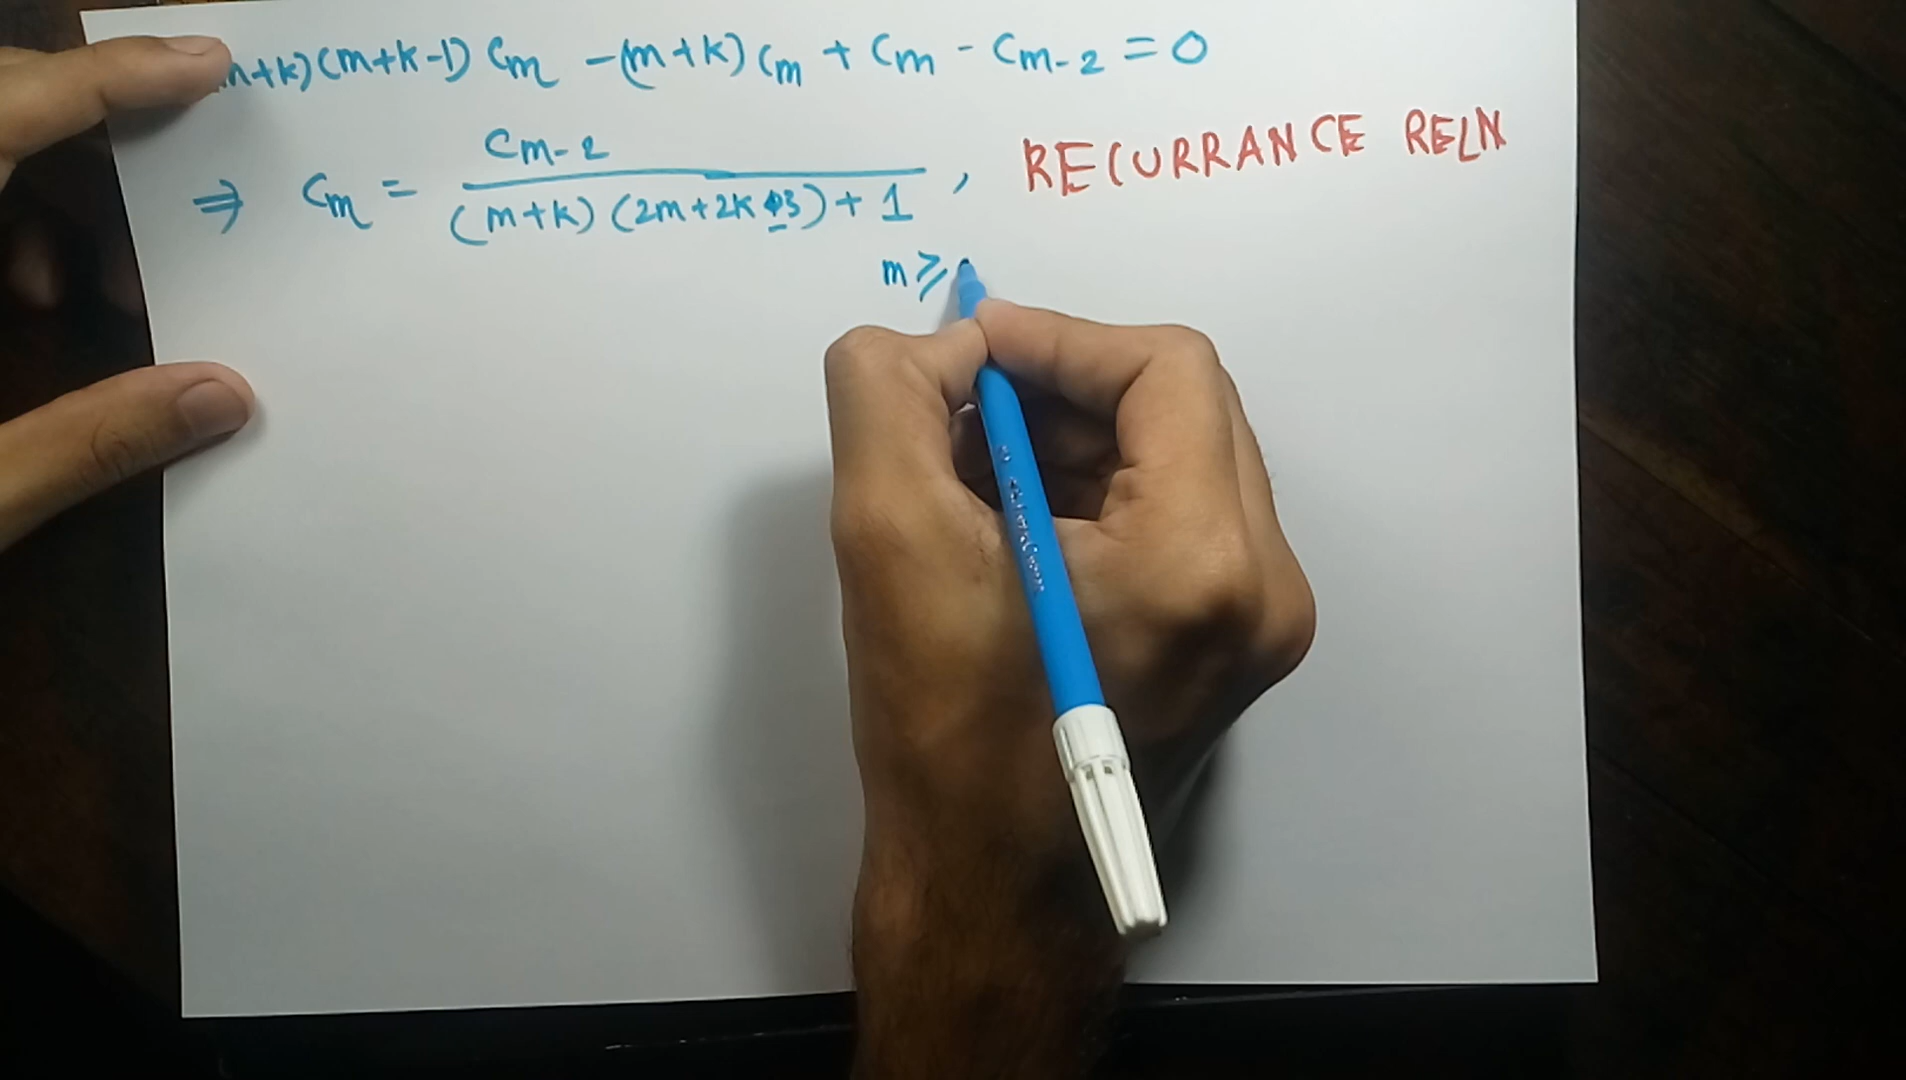 m+k)(m+k-1) Cm -(m+k) Cm + Cm - Cm-2 = 0
⇒ Cm = Cm-2 / (m+k)(2m+2k-3)+1 , RECURRANCE RELN
m ≥